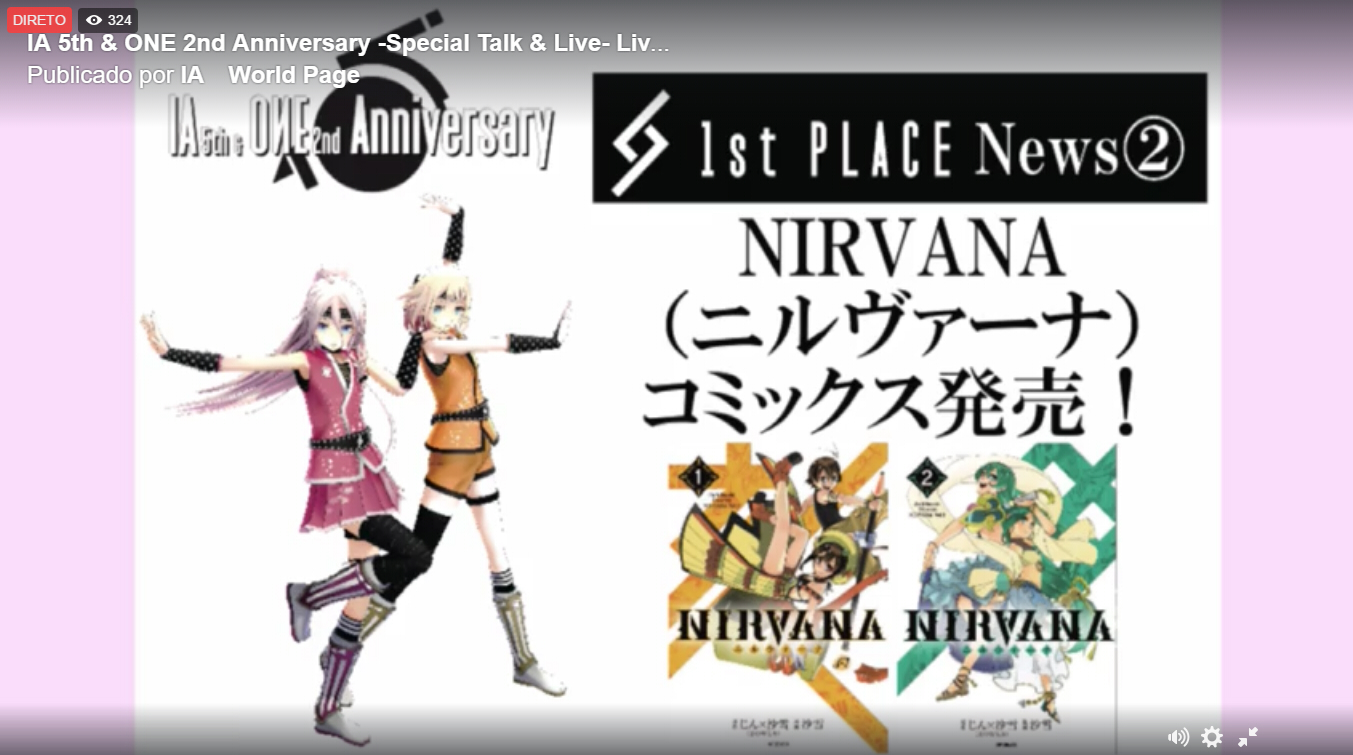 DIRETO 324
IA 5th & ONE 2nd Anniversary -Special Talk & Live- Liv...
Publicado por IA World Page
IA 5th & ONE 2nd Anniversary
1st PLACE News②
NIRVANA
（ニルヴァーナ）
コミックス発売！
1
2
NIRVANA
NIRVANA